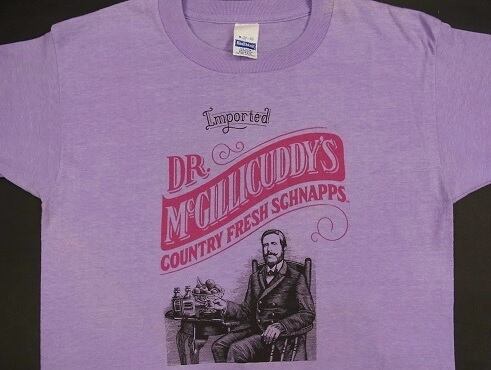 Imported
DR.
McGILLICUDDY'S
COUNTRY FRESH SCHNAPPS.